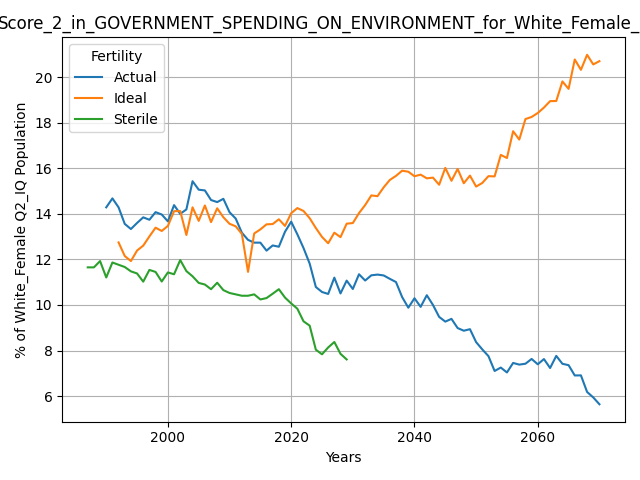 Score_2_in_GOVERNMENT_SPENDING_ON_ENVIRONMENT_for_White_Female_
Fertility
Actual
Ideal
Sterile
% of White_Female Q2_IQ Population
20
18
16
14
12
10
8
6
2000
2020
2040
2060
Years